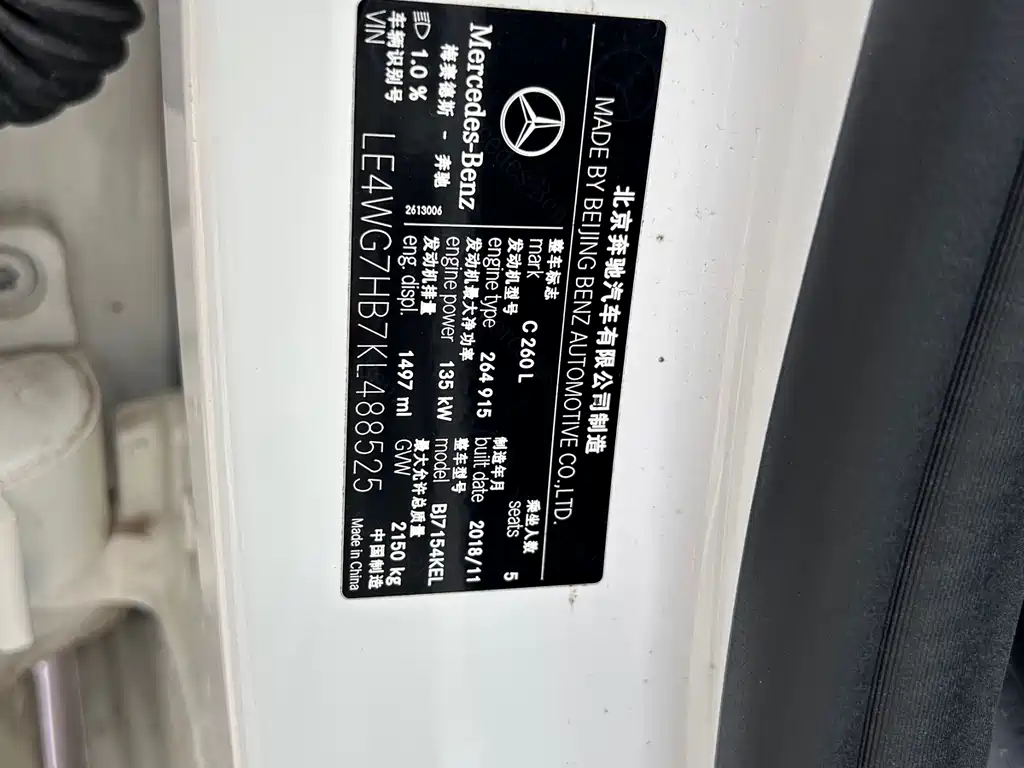 北京奔驰汽车有限公司制造
MADE BY BEIJING BENZ AUTOMOTIVE CO.,LTD.
Mercedes-Benz
梅赛德斯 - 奔驰
2613006
整车标志
mark C 260 L
乘坐人数
seats 5
发动机型号
engine type 264 915
制造年月
built date 2018/11
发动机最大净功率
engine power 135 kW
整车型号
model BJ7154KEL
发动机排量
eng. displ. 1497 ml
最大允许总质量
GVW 2150 kg
1.0 %
车辆识别号
VIN LE4WG7HB7KL488525
中国制造
Made in China